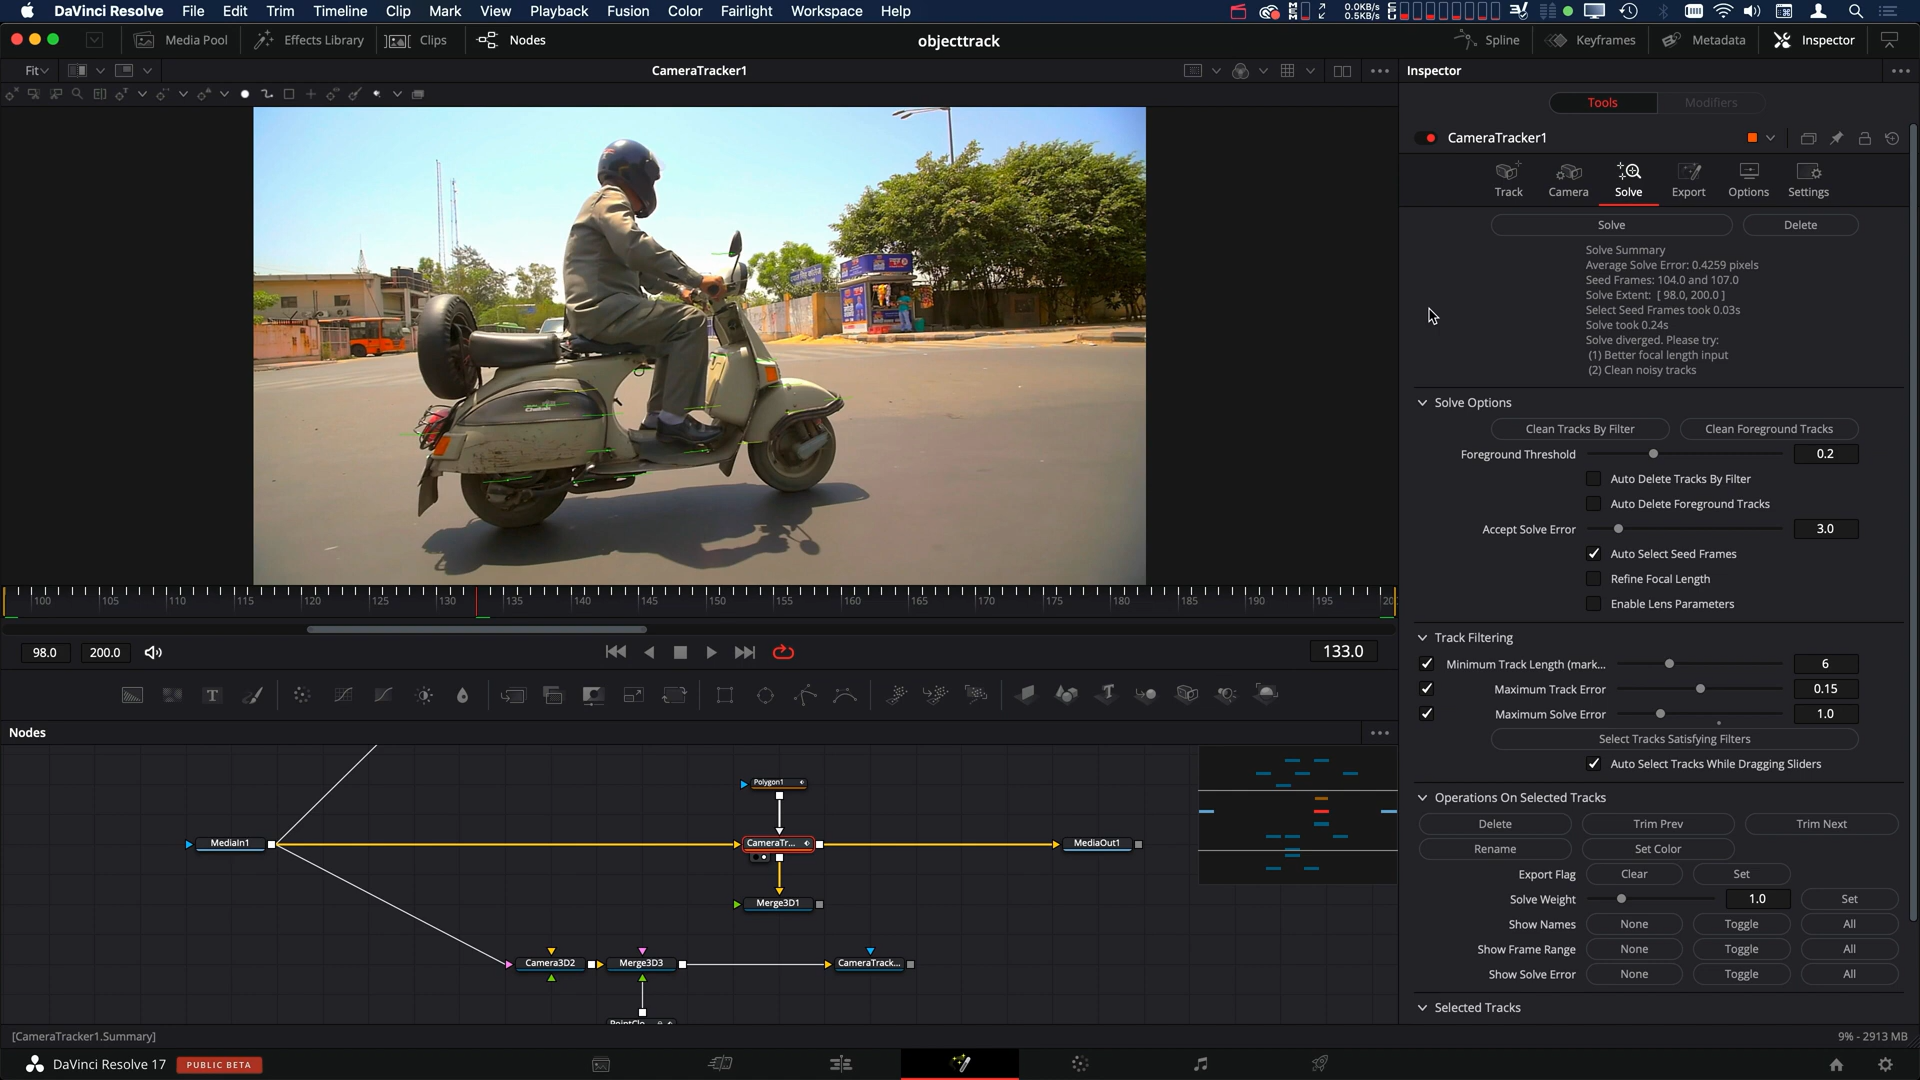 DaVinci Resolve File Edit Trim Timeline Clip Mark View Playback Fusion Color Fairlight Workspace Help
0.0KB/s
0.5KB/s
Media Pool Effects Library Clips Nodes objecttrack Spline Keyframes Metadata Inspector
Fit CameraTracker1 Inspector
Tools Modifiers
CameraTracker1
Track Camera Solve Export Options Settings
Solve Delete
Solve Summary
Average Solve Error: 0.4259 pixels
Seed Frames: 104.0 and 107.0
Solve Extent: [ 98.0, 200.0 ]
Select Seed Frames took 0.03s
Solve took 0.24s
Solve diverged. Please try:
(1) Better focal length input
(2) Clean noisy tracks
Solve Options
Clean Tracks By Filter Clean Foreground Tracks
Foreground Threshold 0.2
Auto Delete Tracks By Filter
Auto Delete Foreground Tracks
Accept Solve Error 3.0
Auto Select Seed Frames
Refine Focal Length
Enable Lens Parameters
100 105 110 115 120 125 130 135 140 145 150 155 160 165 170 175 180 185 190 195 20
98.0 200.0 133.0
Track Filtering
Minimum Track Length (mark... 6
Maximum Track Error 0.15
Maximum Solve Error 1.0
Select Tracks Satisfying Filters
Auto Select Tracks While Dragging Sliders
Nodes
Polygon1
MediaIn1 CameraTr... MediaOut1
Merge3D1
Camera3D2 Merge3D3 CameraTrack...
Operations On Selected Tracks
Delete Trim Prev Trim Next
Rename Set Color
Export Flag Clear Set
Solve Weight 1.0 Set
Show Names None Toggle All
Show Frame Range None Toggle All
Show Solve Error None Toggle All
Selected Tracks
[CameraTracker1.Summary] 9% - 2913 MB
DaVinci Resolve 17 PUBLIC BETA